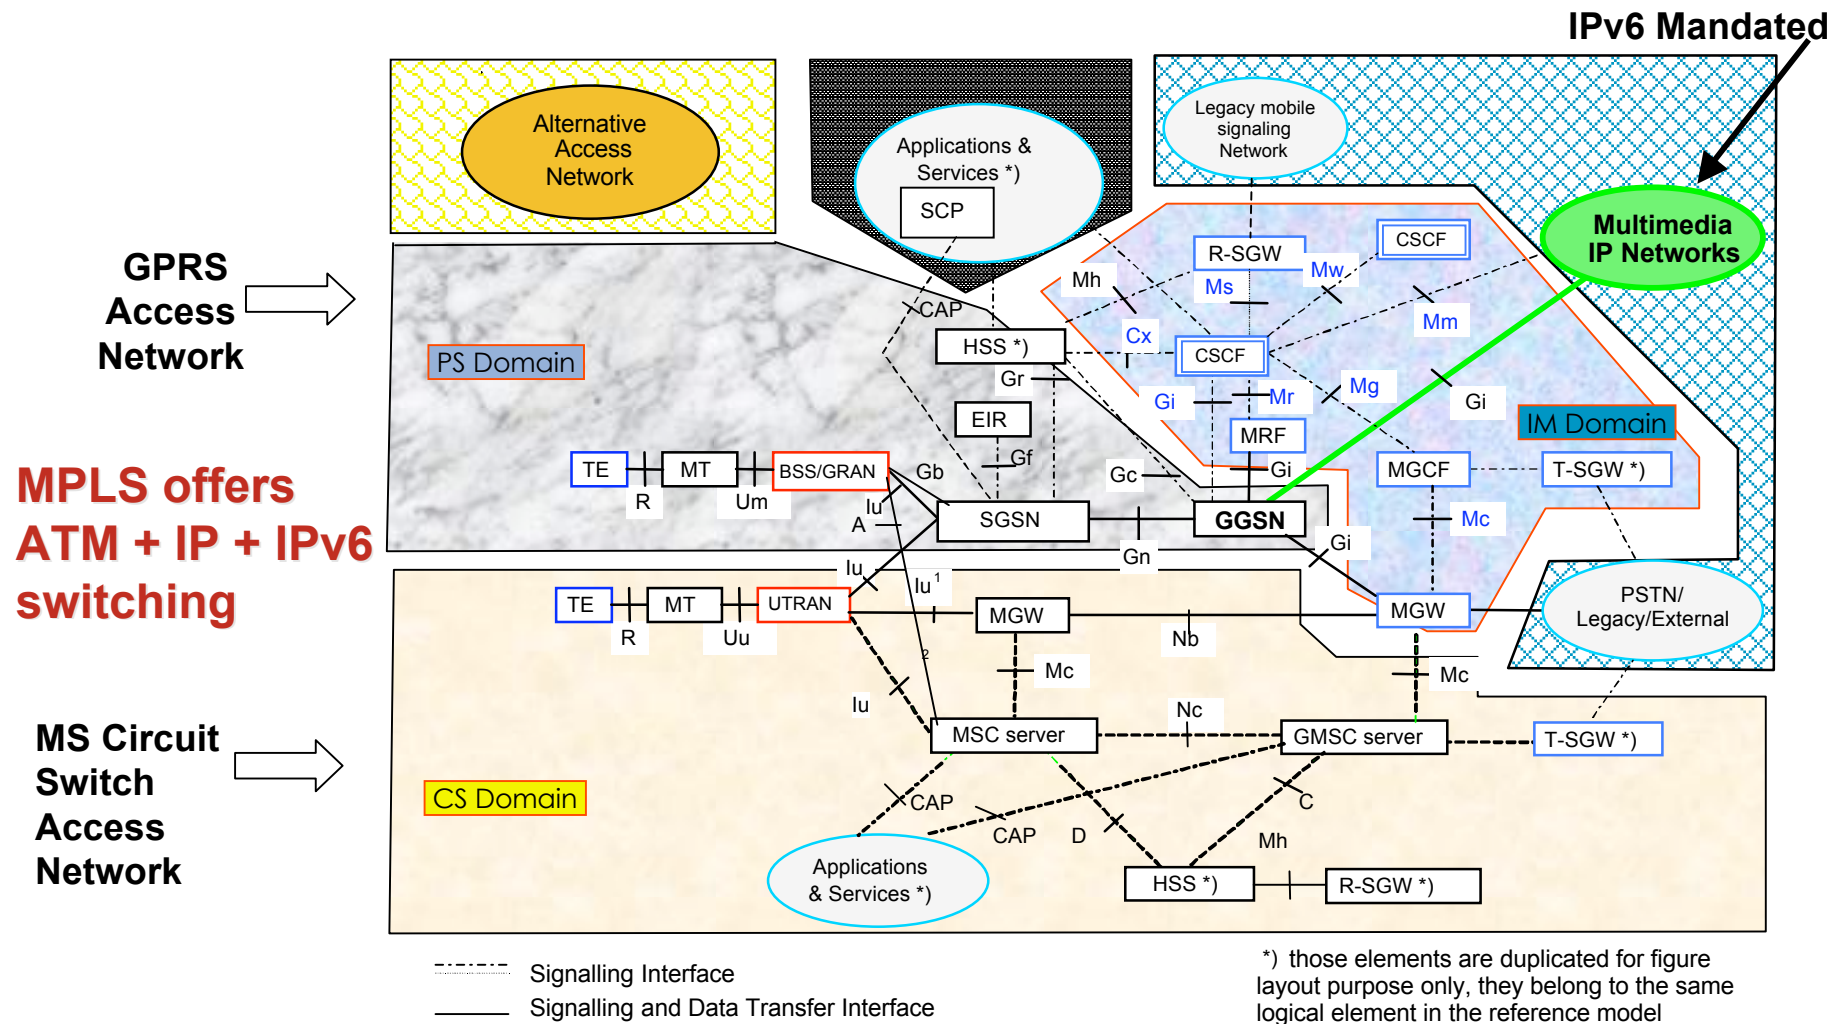 IPv6 Mandated
Alternative
Access
Network
Applications &
Services *)
SCP
Legacy mobile
signaling
Network
Multimedia
IP Networks
GPRS
Access
Network
PS Domain
CAP
HSS *)
Mh
R-SGW
Ms
Mw
CSCF
Cx
CSCF
Mm
Gr
Gi
Mr
Mg
Gi
IM Domain
EIR
MRF
Gf
Gc
Gi
TE
MT
BSS/GRAN
Gb
R
Um
Iu
A
SGSN
Gn
GGSN
Gi
MGCF
T-SGW *)
Mc
MPLS offers
ATM + IP + IPv6
switching
Iu
Iu 1
TE
MT
UTRAN
R
Uu
MGW
Nb
MGW
PSTN/
Legacy/External
2
Mc
Mc
Iu
MSC server
Nc
GMSC server
T-SGW *)
MS Circuit
Switch
Access
Network
CS Domain
CAP
CAP
D
C
Mh
Applications
& Services *)
HSS *)
R-SGW *)
Signalling Interface
Signalling and Data Transfer Interface
*) those elements are duplicated for figure
layout purpose only, they belong to the same
logical element in the reference model